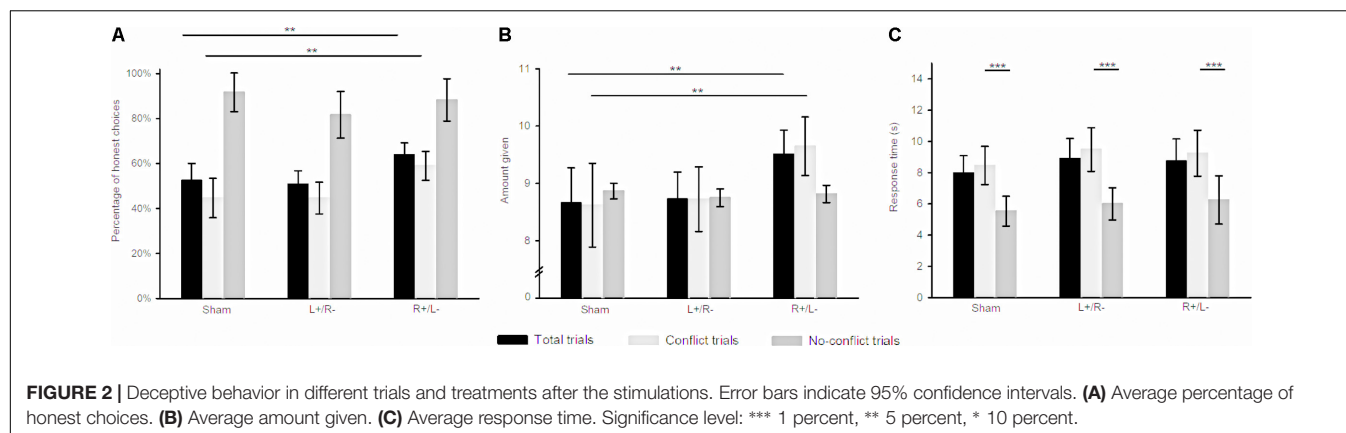 A
**
**
Percentage of honest choices
100%
80%
60%
40%
20%
0%
Sham
L+/R-
R+/L-
B
**
**
Amount given
11
10
9
8
0
Sham
L+/R-
R+/L-
C
***
***
***
Response time (s)
14
12
10
8
6
4
2
0
Sham
L+/R-
R+/L-
Total trials
Conflict trials
No-conflict trials
FIGURE 2 | Deceptive behavior in different trials and treatments after the stimulations. Error bars indicate 95% confidence intervals. (A) Average percentage of
honest choices. (B) Average amount given. (C) Average response time. Significance level: *** 1 percent, ** 5 percent, * 10 percent.